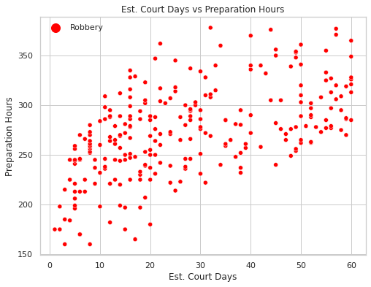 Est. Court Days vs Preparation Hours
Robbery
350
300
250
200
150
Preparation Hours
0 10 20 30 40 50 60
Est. Court Days